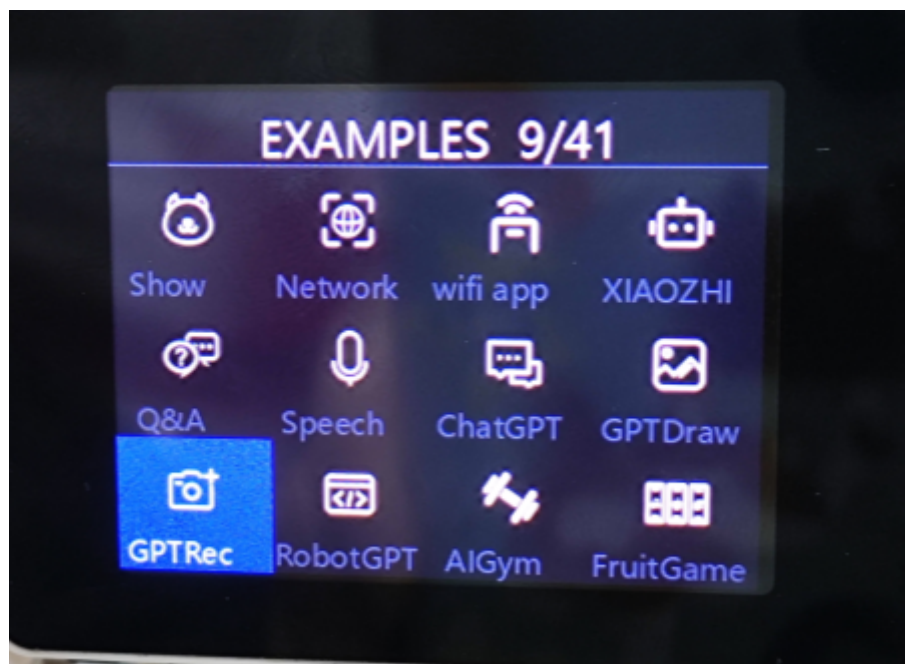 EXAMPLES 9/41
Show Network wifi app XIAOZHI
Q&A Speech ChatGPT GPTDraw
GPTRec RobotGPT AIGym FruitGame